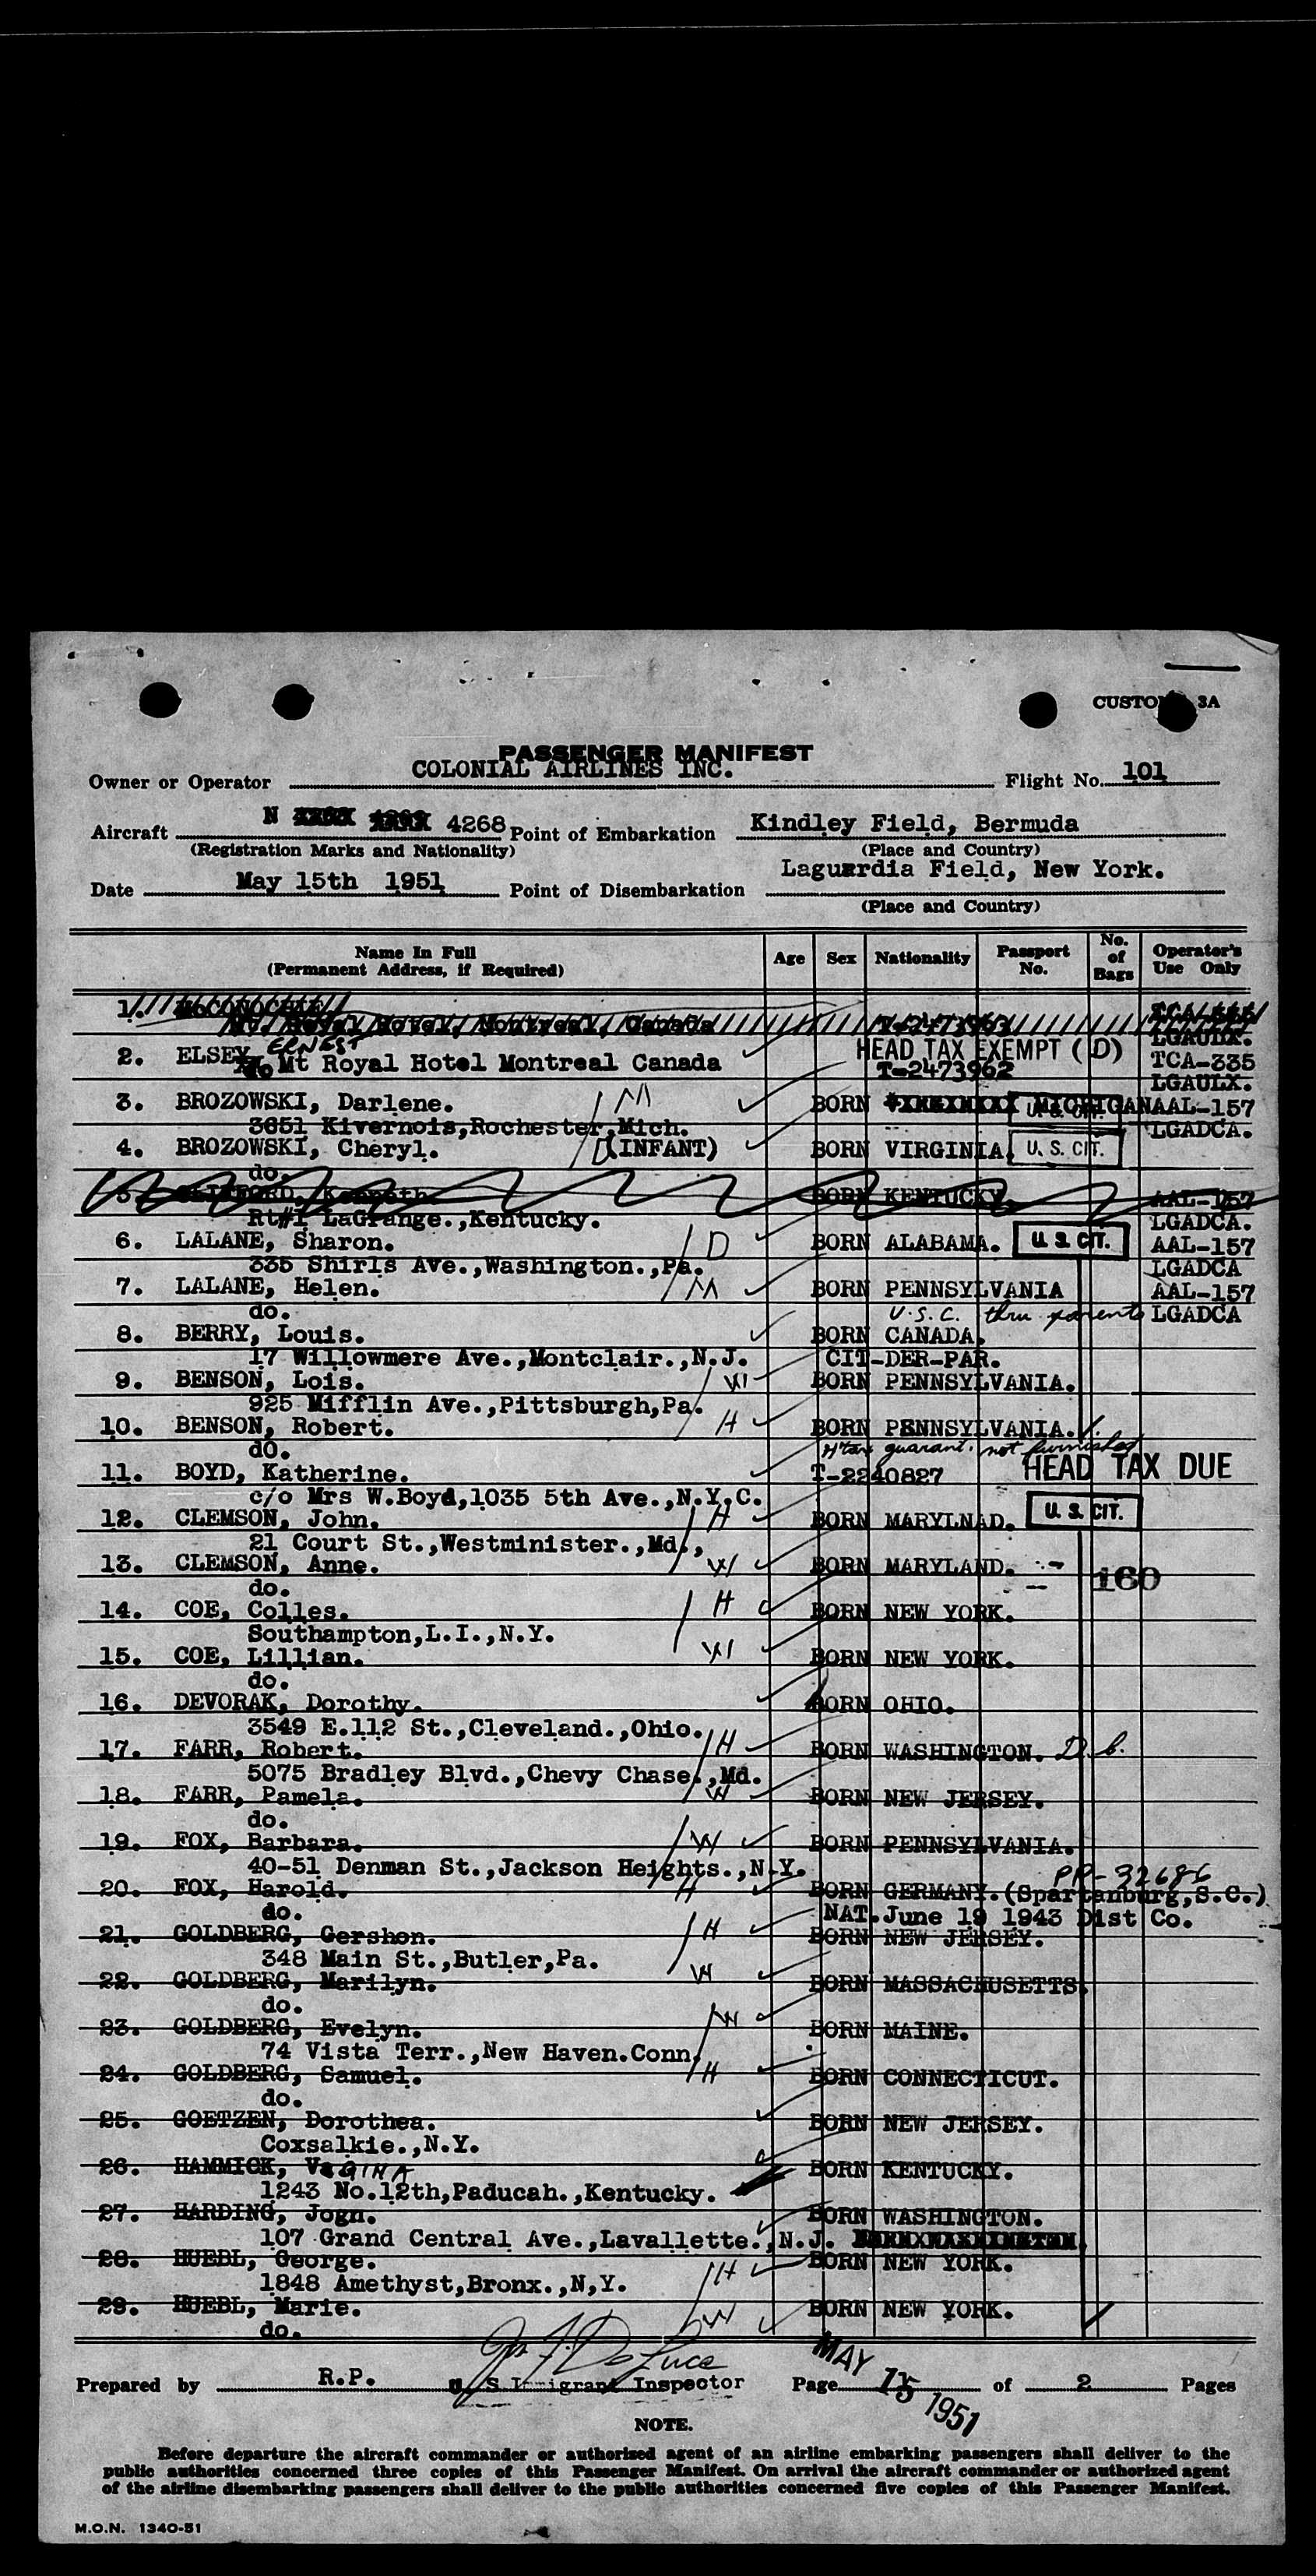 CUSTO 3A
PASSENGER MANIFEST
Owner or Operator COLONIAL AIRLINES INC. Flight No. 101
Aircraft N 4268 Point of Embarkation Kindley Field, Bermuda
(Registration Marks and Nationality) (Place and Country)
Date May 15th 1951 Point of Disembarkation Laguardia Field, New York.
(Place and Country)
Name In Full (Permanent Address, if Required) Age Sex Nationality Passport No. No. of Bags Operator's Use Only
1. McCONOCHIE,
Royal Hotel, Montreal, Canada T-2473963
LGAULX.
2. ELSEY ERNEST HEAD TAX EXEMPT (D)
Mt Royal Hotel Montreal Canada T-2473962 TCA-335
LGAULX.
3. BROZOWSKI, Darlene. M BORN MICHIGAN U. S. CIT. AAL-157
3651 Kivernois,Rochester,Mich. LGADCA.
4. BROZOWSKI, Cheryl. (INFANT) BORN VIRGINIA U. S. CIT.
do.
5. BORN KENTUCKY. AAL-157
Rt#1 LaGrange.,Kentucky. LGADCA.
6. LALANE, Sharon. D BORN ALABAMA. U. S. CIT. AAL-157
335 Shirls Ave.,Washington.,Pa. LGADCA
7. LALANE, Helen. M BORN PENNSYLVANIA AAL-157
do. U.S.C. thru parents LGADCA
8. BERRY, Louis. BORN CANADA.
17 Willowmere Ave.,Montclair.,N.J. CIT-DER-PAR.
9. BENSON, Lois. W BORN PENNSYLVANIA.
925 Mifflin Ave.,Pittsburgh,Pa.
10. BENSON, Robert. H BORN PENNSYLVANIA.
dO. H tax guarant. not furnished
11. BOYD, Katherine. T-2240827 HEAD TAX DUE
c/o Mrs W.Boyd,1035 5th Ave.,N.Y.C.
12. CLEMSON, John. H BORN MARYLNAD. U. S. CIT.
21 Court St.,Westminister.,Md.,
13. CLEMSON, Anne. W BORN MARYLAND. 160
do.
14. COE, Colles. H BORN NEW YORK.
Southampton,L.I.,N.Y.
15. COE, Lillian. W BORN NEW YORK.
do.
16. DEVORAK, Dorothy. BORN OHIO.
3549 E.112 St.,Cleveland.,Ohio.
17. FARR, Robert. H BORN WASHINGTON. D.C.
5075 Bradley Blvd.,Chevy Chase.,Md.
18. FARR, Pamela. W BORN NEW JERSEY.
do.
19. FOX, Barbara. W BORN PENNSYLVANIA.
40-51 Denman St.,Jackson Heights.,N.Y. PP-32686
20. FOX, Harold. H BORN GERMANY.(Spartanburg,S.C.)
do. NAT.June 19 1943 Dist Co.
21. GOLDBERG, Gershon. H BORN NEW JERSEY.
348 Main St.,Butler,Pa.
22. GOLDBERG, Marilyn. W BORN MASSACHUSETTS.
do.
23. GOLDBERG, Evelyn. W BORN MAINE.
74 Vista Terr.,New Haven.Conn.
24. GOLDBERG, Samuel. H BORN CONNECTICUT.
do.
25. GOETZEN, Dorothea. BORN NEW JERSEY.
Coxsalkie.,N.Y.
26. HAMMICK, BORN KENTUCKY.
1243 No.12th,Paducah.,Kentucky.
27. HARDING, Jogn. BORN WASHINGTON.
107 Grand Central Ave.,Lavallette.,N.J.
28. HUEBL, George. H BORN NEW YORK.
1848 Amethyst,Bronx.,N,Y.
29. HUEBL, Marie. W BORN NEW YORK.
do.
Prepared by R.P. U. S. Immigrant Inspector Page MAY 15 1951 of 2 Pages
NOTE.
Before departure the aircraft commander or authorized agent of an airline embarking passengers shall deliver to the
public authorities concerned three copies of this Passenger Manifest. On arrival the aircraft commander or authorized agent
of the airline disembarking passengers shall deliver to the public authorities concerned five copies of this Passenger Manifest.
M.O.N. 1340-51